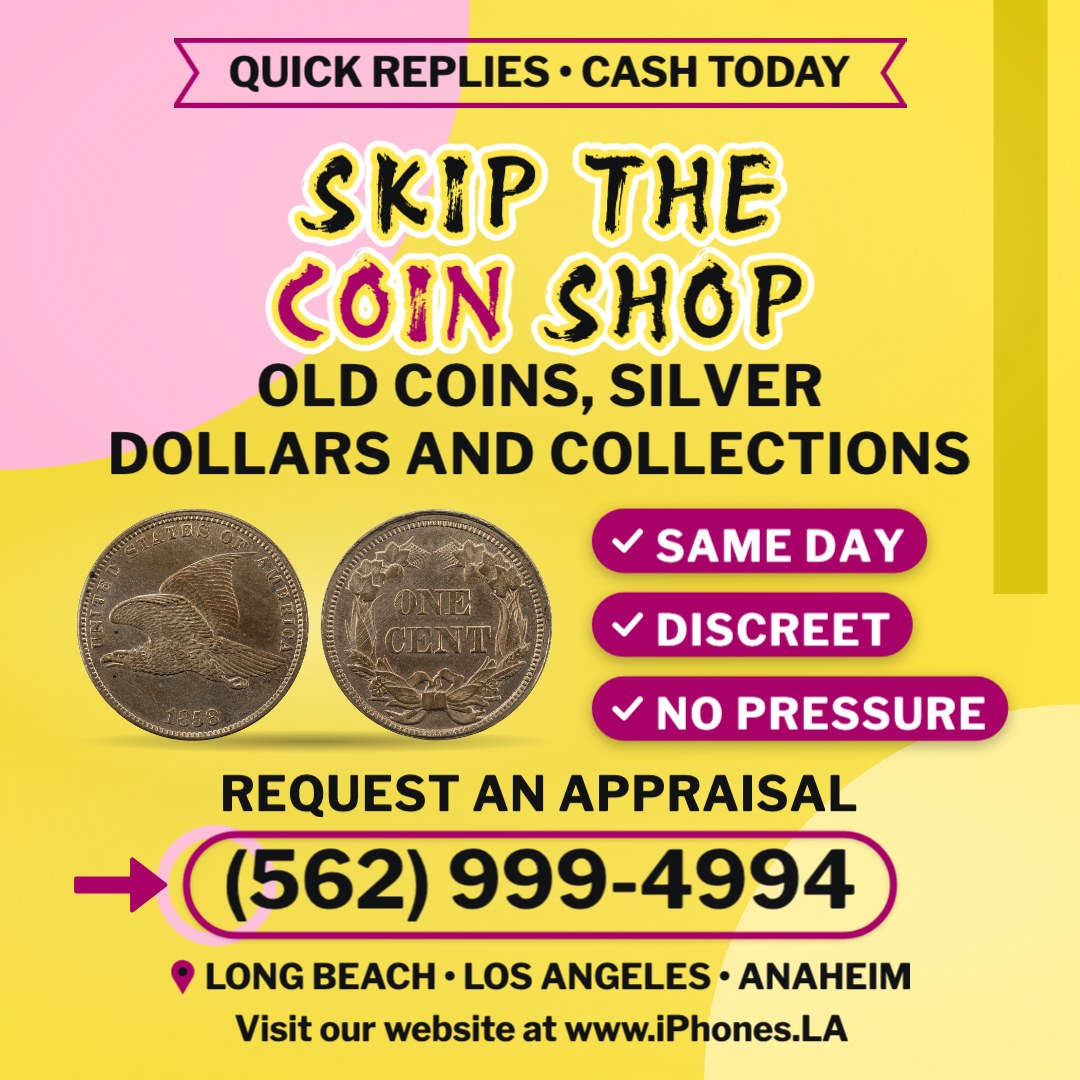 QUICK REPLIES • CASH TODAY
SKIP THE
COIN SHOP
OLD COINS, SILVER
DOLLARS AND COLLECTIONS
UNITED STATES OF AMERICA
1858
ONE
CENT
✓ SAME DAY
✓ DISCREET
✓ NO PRESSURE
REQUEST AN APPRAISAL
(562) 999-4994
LONG BEACH • LOS ANGELES • ANAHEIM
Visit our website at www.iPhones.LA